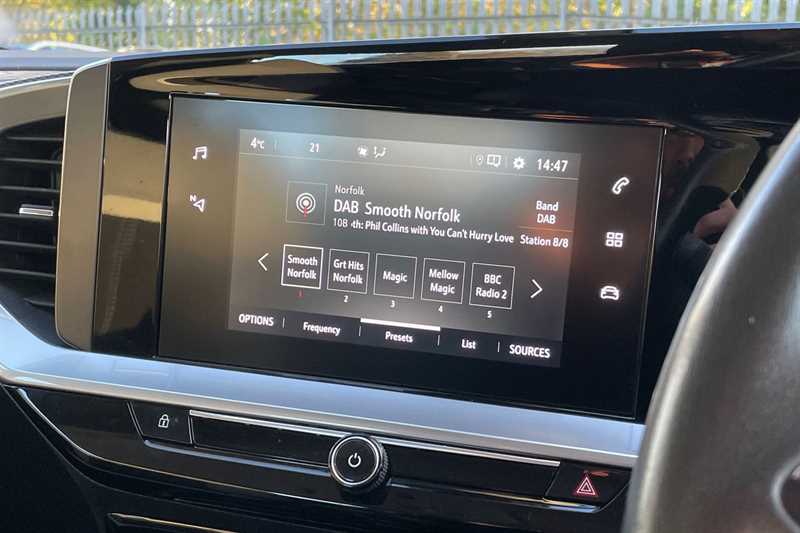 4°C 21 14:47
Norfolk
DAB Smooth Norfolk
Band
DAB
10B 4h: Phil Collins with You Can't Hurry Love
Station 8/8
Smooth
Norfolk
1
Grt Hits
Norfolk
2
Magic
3
Mellow
Magic
4
BBC
Radio 2
5
OPTIONS Frequency Presets List SOURCES
N